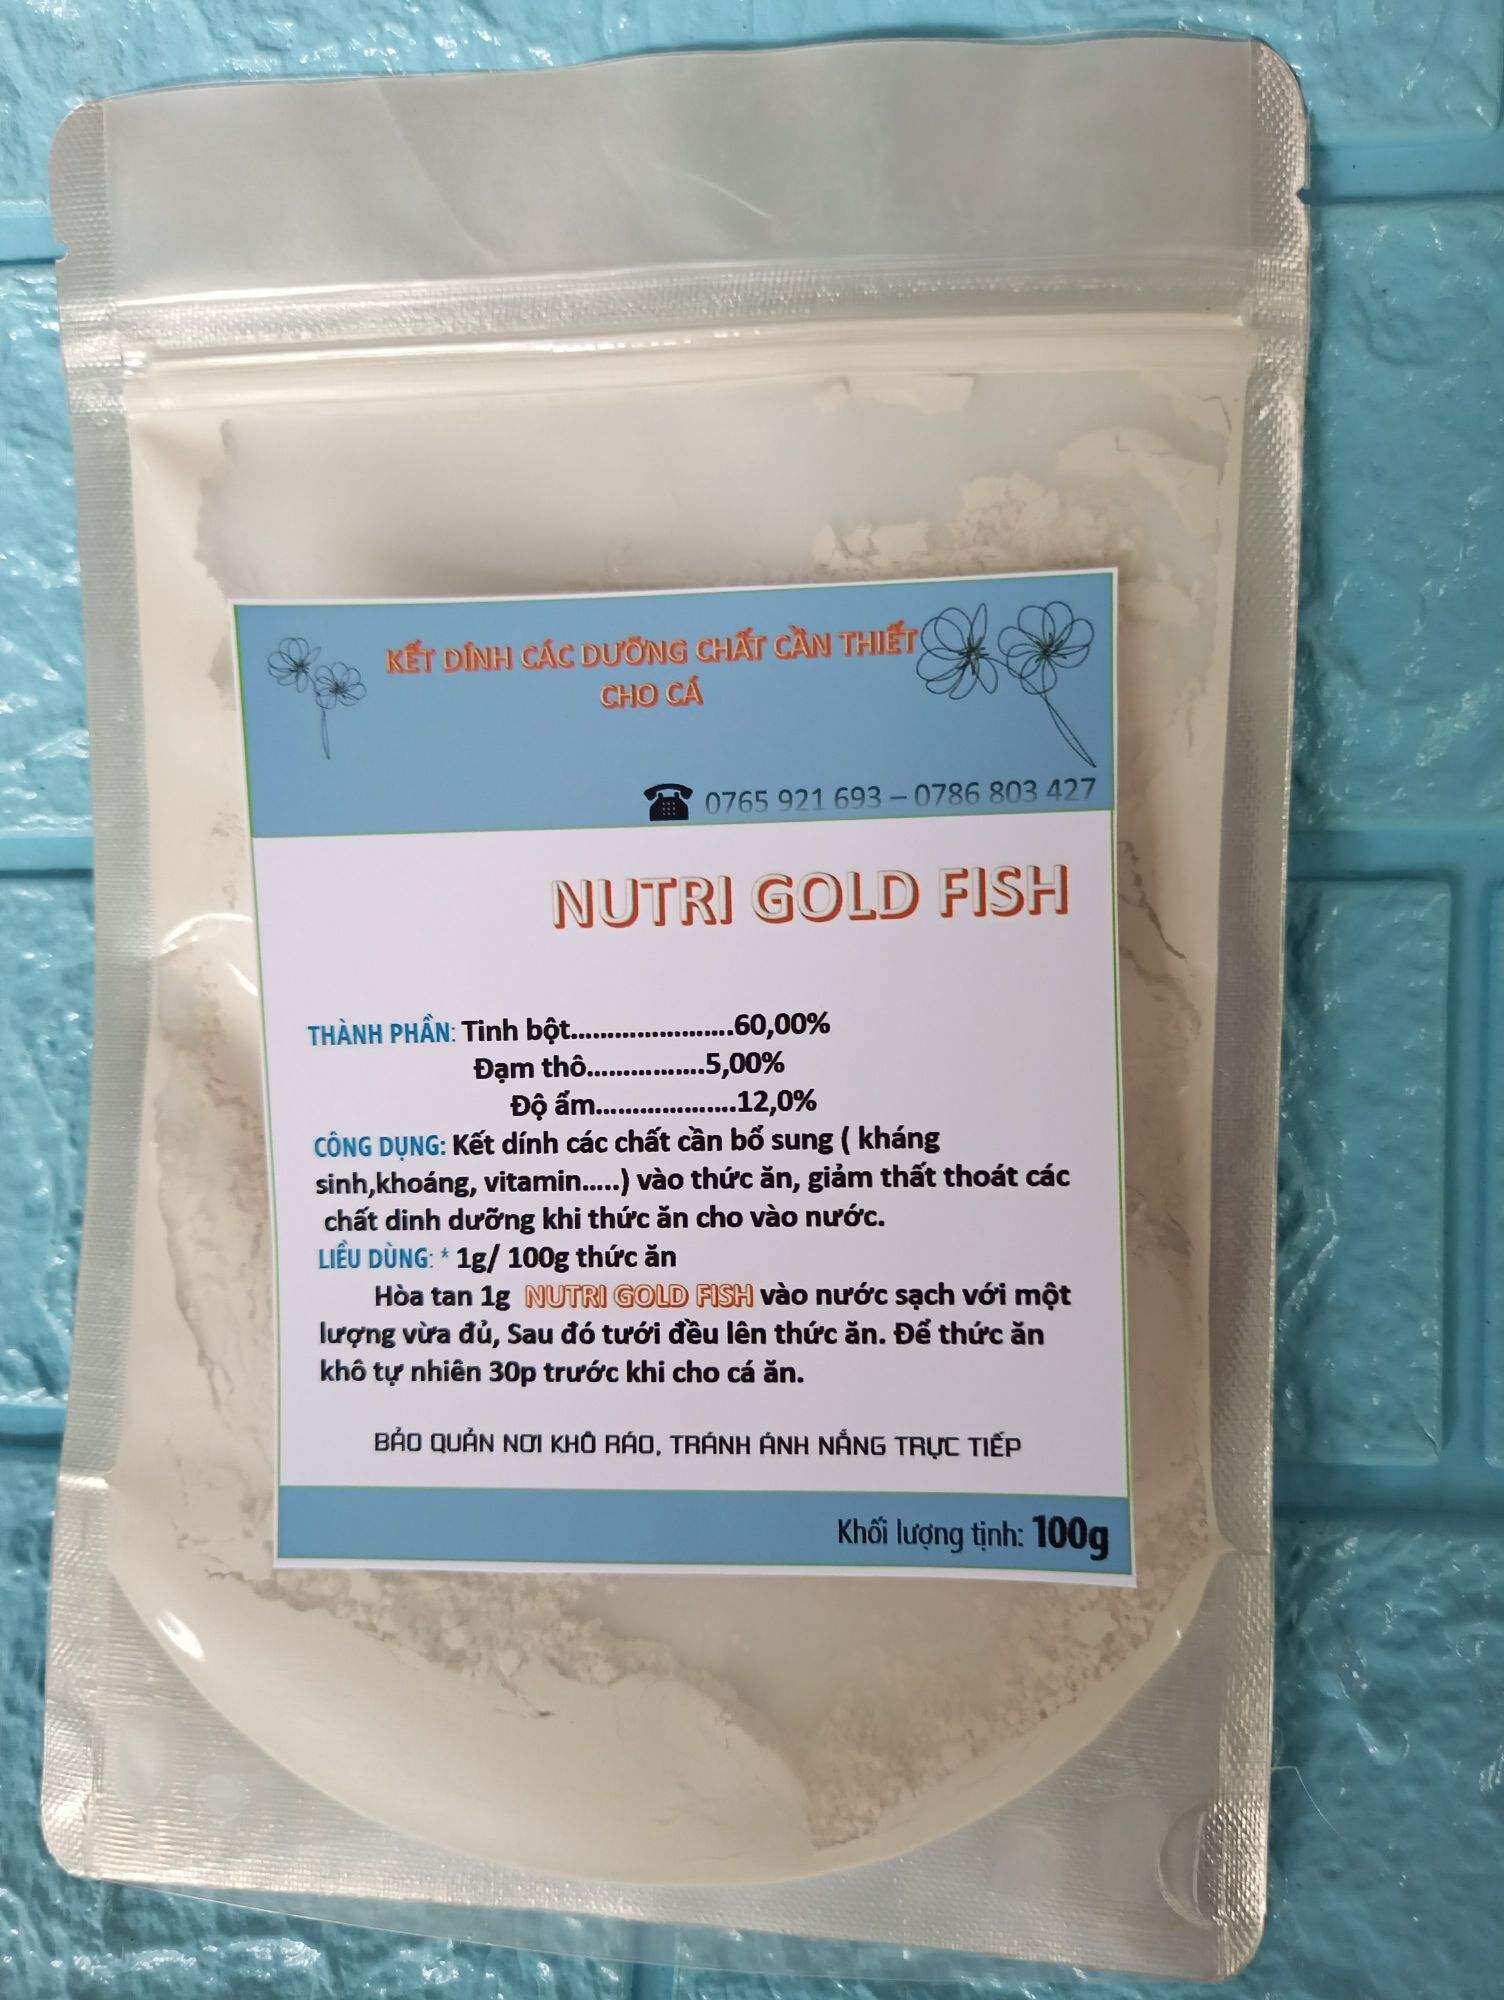 KẾT DÍNH CÁC DƯỠNG CHẤT CẦN THIẾT
CHO CÁ
0765 921 693 – 0786 803 427
NUTRI GOLD FISH
THÀNH PHẦN: Tinh bột......................60,00%
Đạm thô................5,00%
Độ ẩm...................12,0%
CÔNG DỤNG: Kết dính các chất cần bổ sung ( kháng
sinh,khoáng, vitamin.....) vào thức ăn, giảm thất thoát các
chất dinh dưỡng khi thức ăn cho vào nước.
LIỀU DÙNG: * 1g/ 100g thức ăn
Hòa tan 1g NUTRI GOLD FISH vào nước sạch với một
lượng vừa đủ, Sau đó tưới đều lên thức ăn. Để thức ăn
khô tự nhiên 30p trước khi cho cá ăn.
BẢO QUẢN NƠI KHÔ RÁO, TRÁNH ÁNH NẮNG TRỰC TIẾP
Khối lượng tịnh: 100g